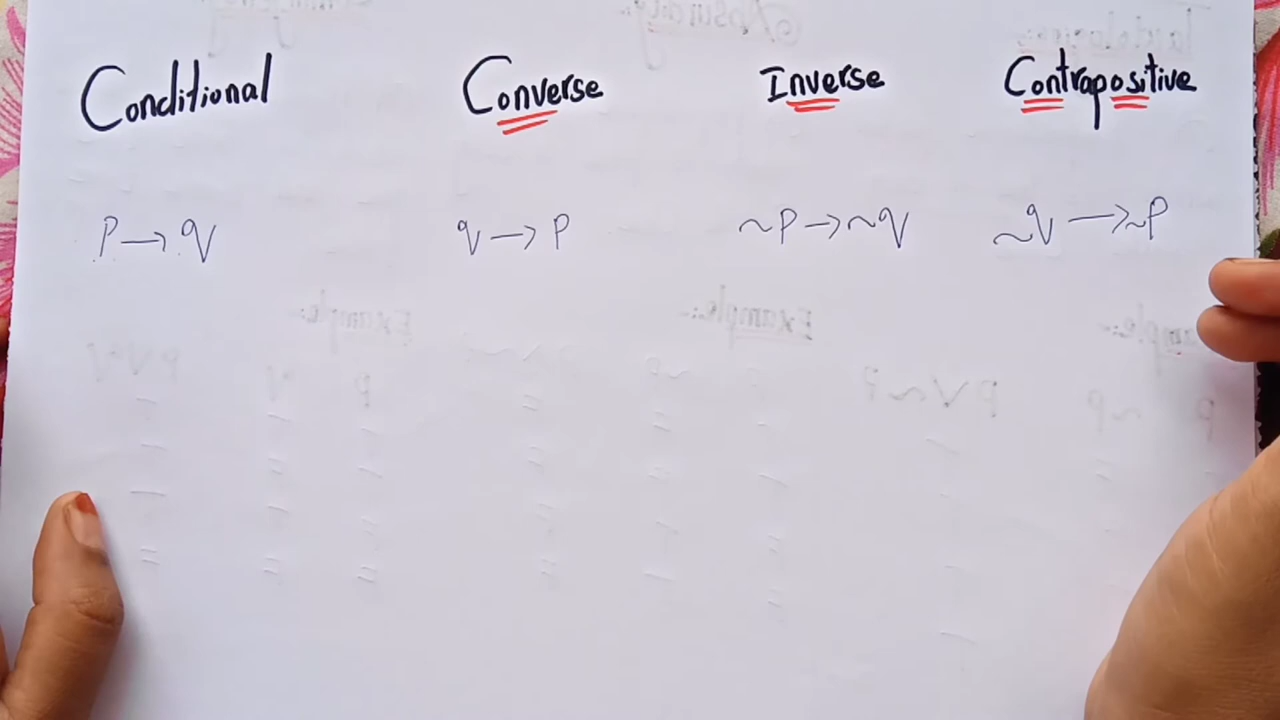 Conditional Converse Inverse Contrapositive
P → q q → P ~P → ~q ~q → ~P